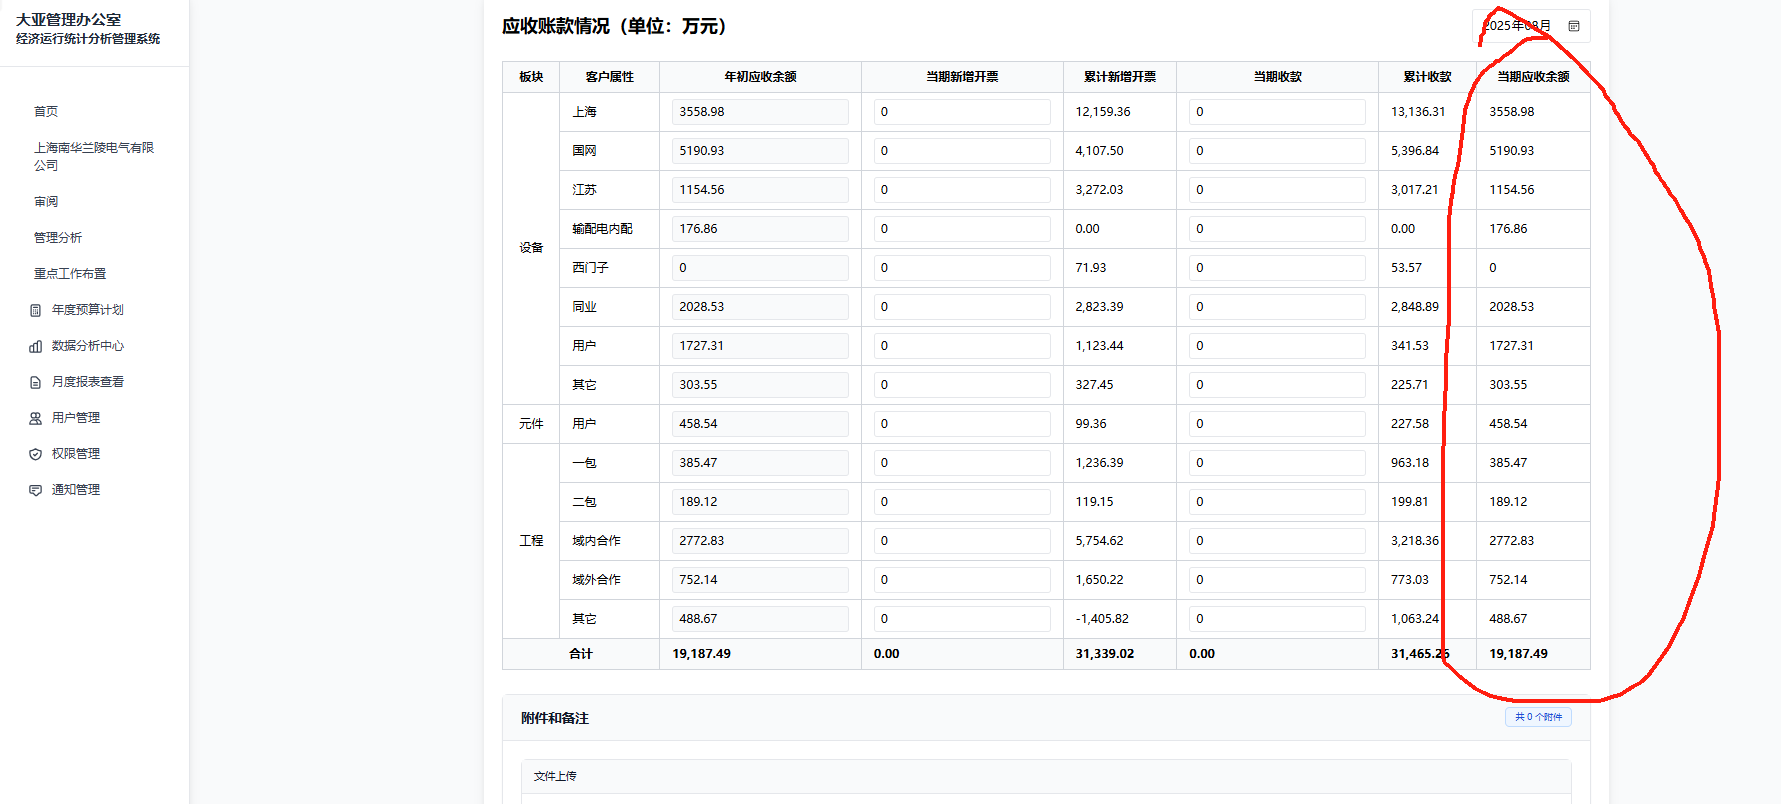 大亚管理办公室
经济运行统计分析管理系统
首页
上海南华兰陵电气有限
公司
审阅
管理分析
重点工作布置
年度预算计划
数据分析中心
月度报表查看
用户管理
权限管理
通知管理
应收账款情况（单位：万元）
2025年08月
板块 客户属性 年初应收余额 当期新增开票 累计新增开票 当期收款 累计收款 当期应收余额
设备
上海 3558.98 0 12,159.36 0 13,136.31 3558.98
国网 5190.93 0 4,107.50 0 5,396.84 5190.93
江苏 1154.56 0 3,272.03 0 3,017.21 1154.56
输配电内配 176.86 0 0.00 0 0.00 176.86
西门子 0 0 71.93 0 53.57 0
同业 2028.53 0 2,823.39 0 2,848.89 2028.53
用户 1727.31 0 1,123.44 0 341.53 1727.31
其它 303.55 0 327.45 0 225.71 303.55
元件 用户 458.54 0 99.36 0 227.58 458.54
工程
一包 385.47 0 1,236.39 0 963.18 385.47
二包 189.12 0 119.15 0 199.81 189.12
域内合作 2772.83 0 5,754.62 0 3,218.36 2772.83
域外合作 752.14 0 1,650.22 0 773.03 752.14
其它 488.67 0 -1,405.82 0 1,063.24 488.67
合计 19,187.49 0.00 31,339.02 0.00 31,465.26 19,187.49
附件和备注
共 0 个附件
文件上传